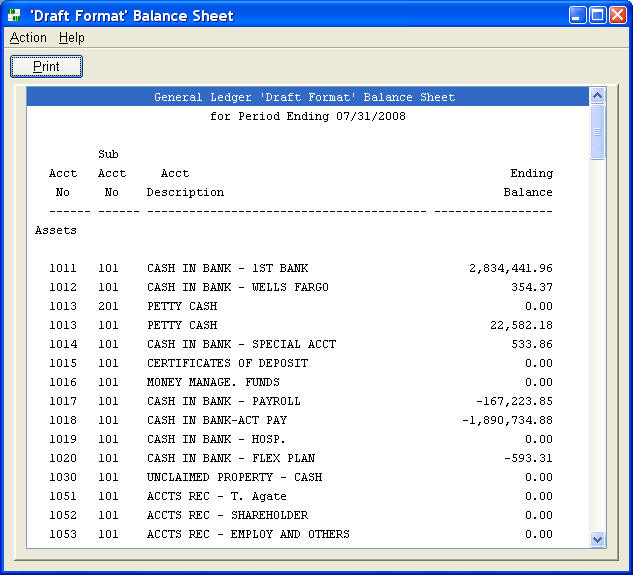 'Draft Format' Balance Sheet
Action Help
Print
General Ledger 'Draft Format' Balance Sheet
for Period Ending 07/31/2008
Sub
Acct Acct Acct Ending
No No Description Balance
------ ------ ---------------------------------------- -----------------
Assets
1011 101 CASH IN BANK - 1ST BANK 2,834,441.96
1012 101 CASH IN BANK - WELLS FARGO 354.37
1013 201 PETTY CASH 0.00
1013 101 PETTY CASH 22,582.18
1014 101 CASH IN BANK - SPECIAL ACCT 533.86
1015 101 CERTIFICATES OF DEPOSIT 0.00
1016 101 MONEY MANAGE. FUNDS 0.00
1017 101 CASH IN BANK - PAYROLL -167,223.85
1018 101 CASH IN BANK-ACT PAY -1,890,734.88
1019 101 CASH IN BANK - HOSP. 0.00
1020 101 CASH IN BANK - FLEX PLAN -593.31
1030 101 UNCLAIMED PROPERTY - CASH 0.00
1051 101 ACCTS REC - T. Agate 0.00
1052 101 ACCTS REC - SHAREHOLDER 0.00
1053 101 ACCTS REC - EMPLOY AND OTHERS 0.00